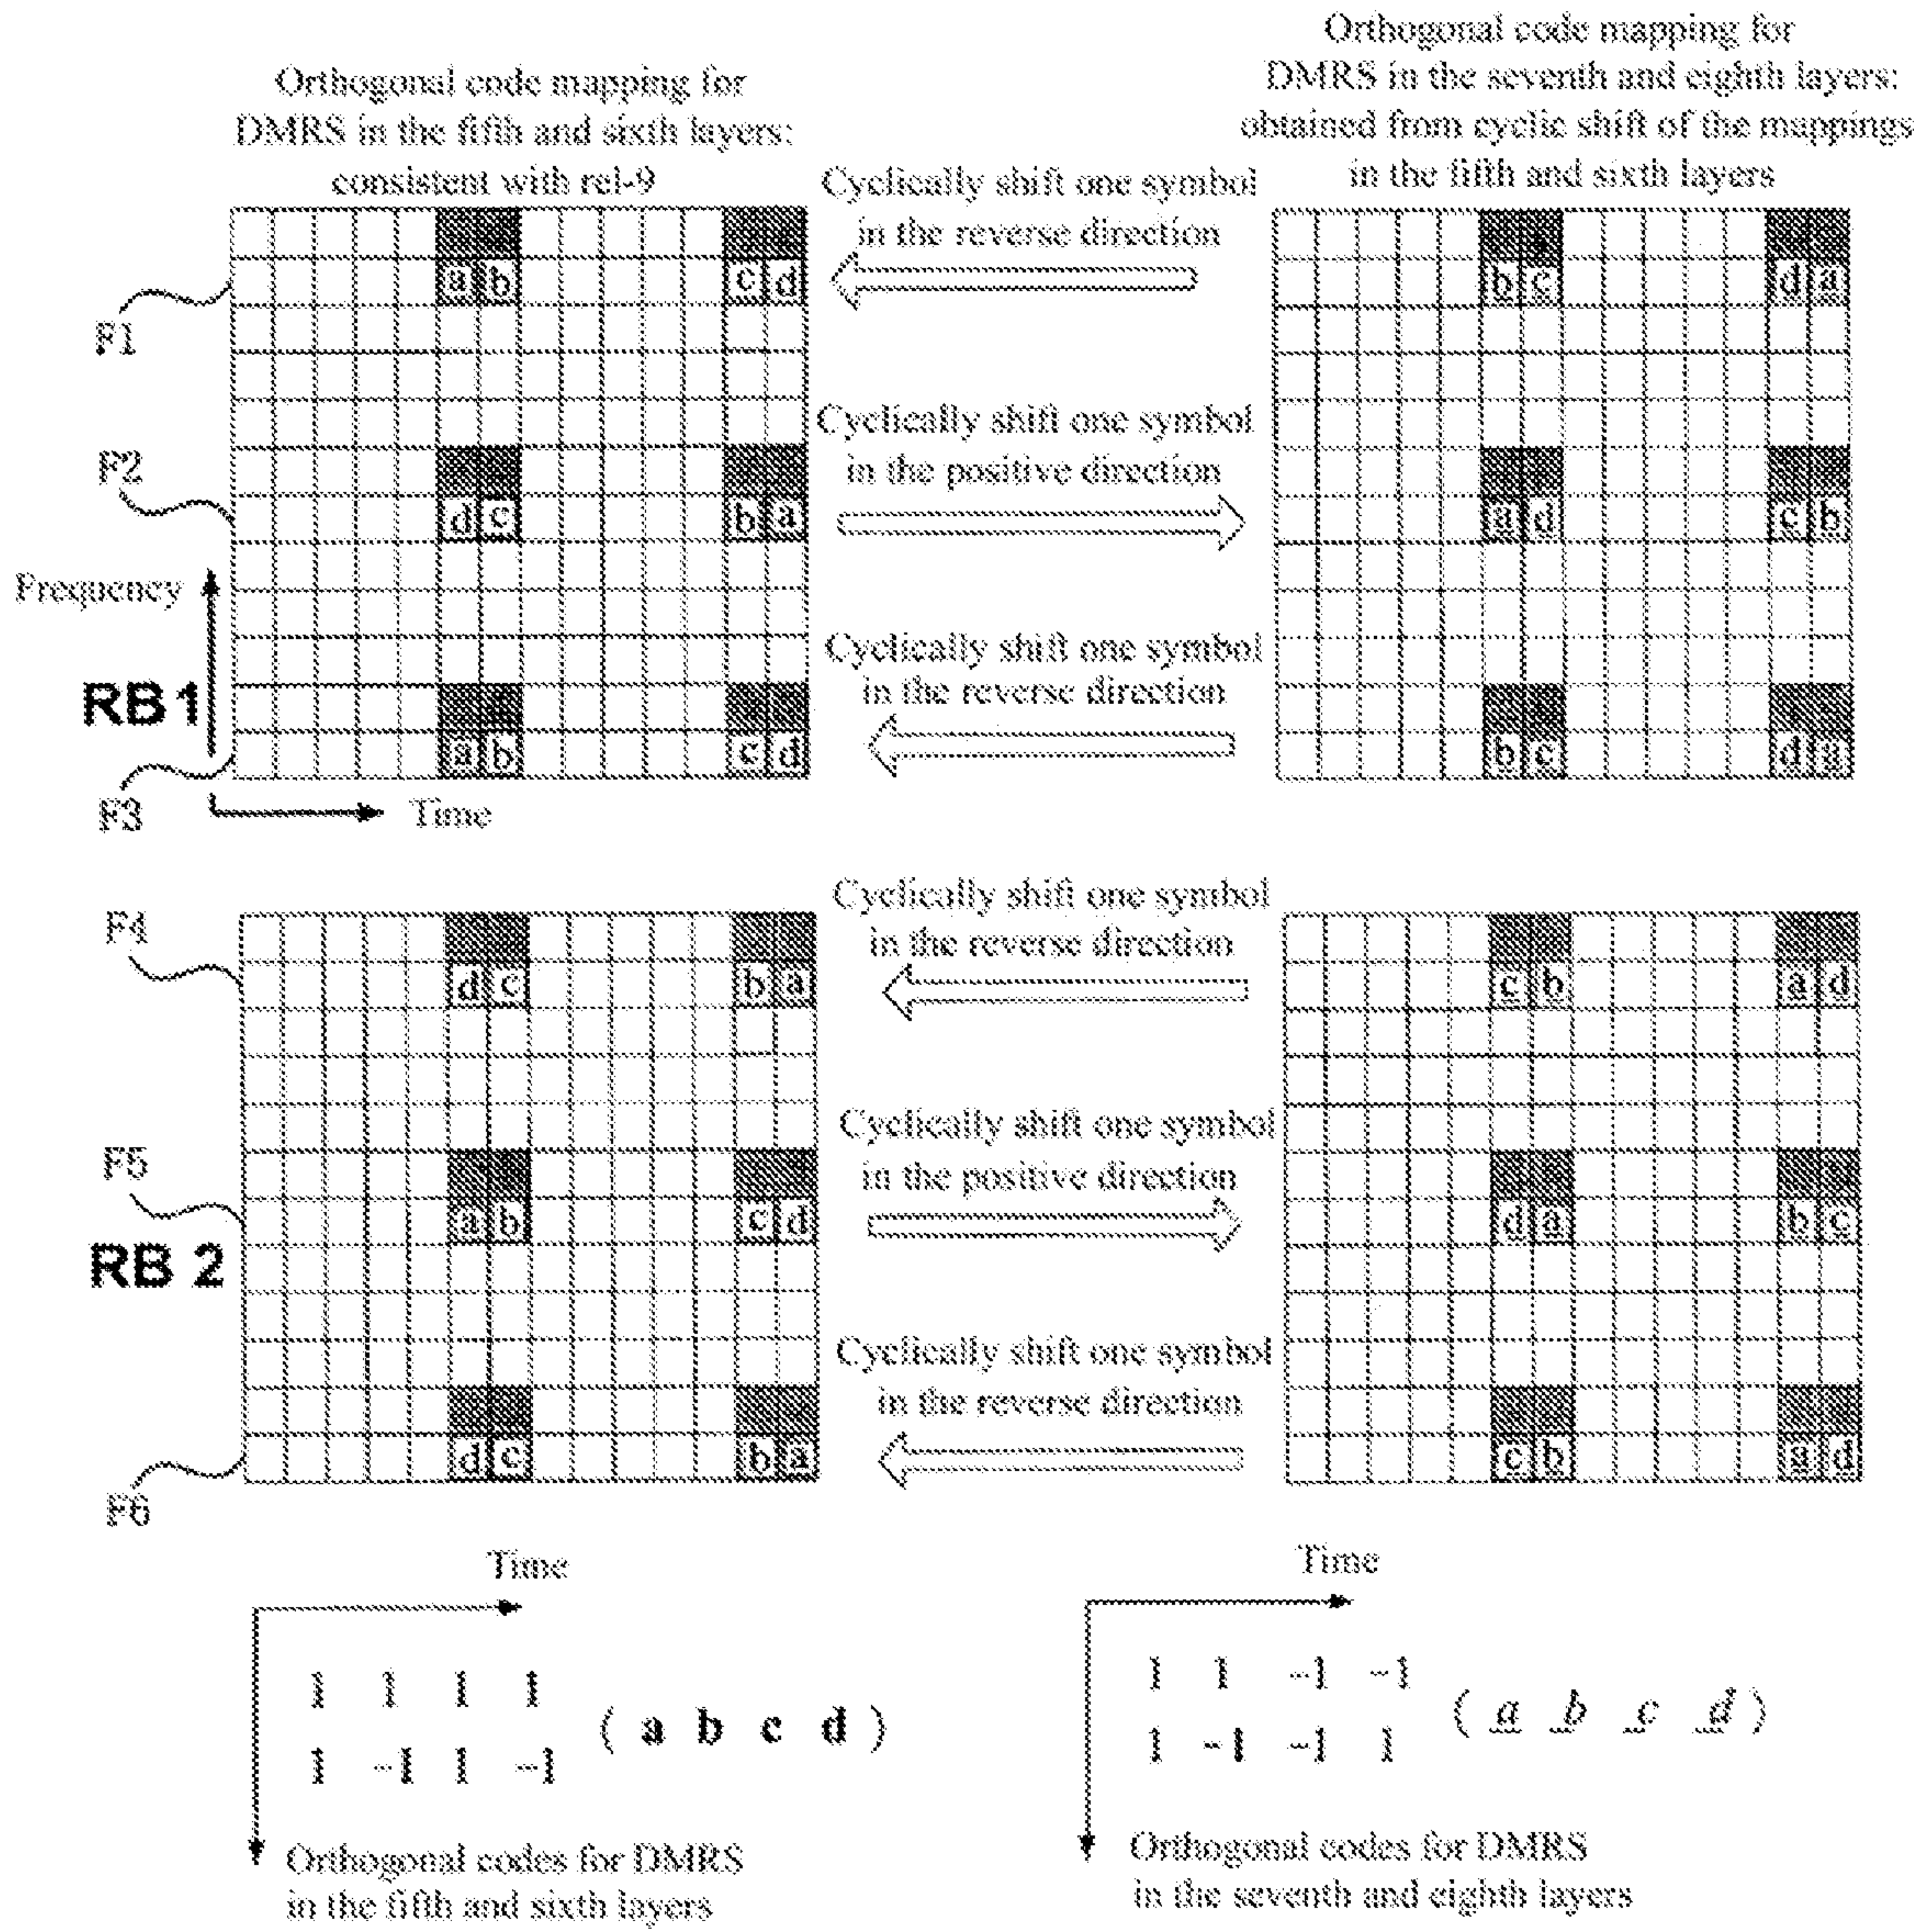 Orthogonal code mapping for
DMRS in the fifth and sixth layers:
consistent with rel-9
Orthogonal code mapping for
DMRS in the seventh and eighth layers:
obtained from cyclic shift of the mappings
in the fifth and sixth layers
Cyclically shift one symbol
in the reverse direction
a b c d
b c d a
F1
Cyclically shift one symbol
in the positive direction
F2
d c b a
a d c b
Frequency
Cyclically shift one symbol
in the reverse direction
RB 1
a b c d
b c d a
F3
Time
Cyclically shift one symbol
in the reverse direction
F4
d c b a
c b a d
Cyclically shift one symbol
in the positive direction
F5
a b c d
d a b c
RB 2
Cyclically shift one symbol
in the reverse direction
d c b a
c b a d
F6
Time
1 1 1 1
1 -1 1 -1
( a b c d )
Orthogonal codes for DMRS
in the fifth and sixth layers
Time
1 1 -1 -1
1 -1 -1 1
( a b c d )
Orthogonal codes for DMRS
in the seventh and eighth layers